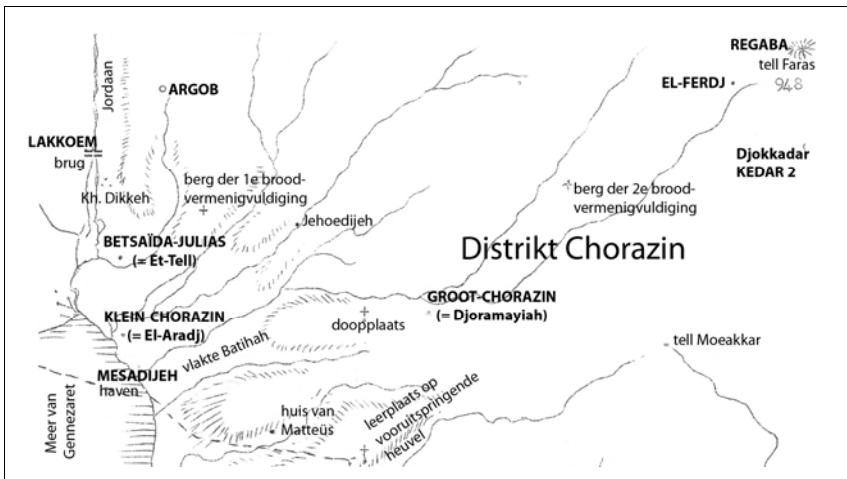 REGABA
tell Faras
948
EL-FERDJ
Jordaan
ARGOB
LAKKOEM
brug
Djokkadar
KEDAR 2
berg der 1e brood-
vermenigvuldiging
berg der 2e brood-
vermenigvuldiging
Kh. Dikkeh
Jehoedijeh
BETSAÏDA-JULIAS
(= Et-Tell)
Distrikt Chorazin
GROOT-CHORAZIN
(= Djoramayiah)
KLEIN CHORAZIN
(= El-Aradj)
doopplaats
vlakte Batihah
tell Moeakkar
MESADIJEH
haven
Meer van
Gennezaret
huis van
Matteüs
leerplaats op
vooruitspringende
heuvel